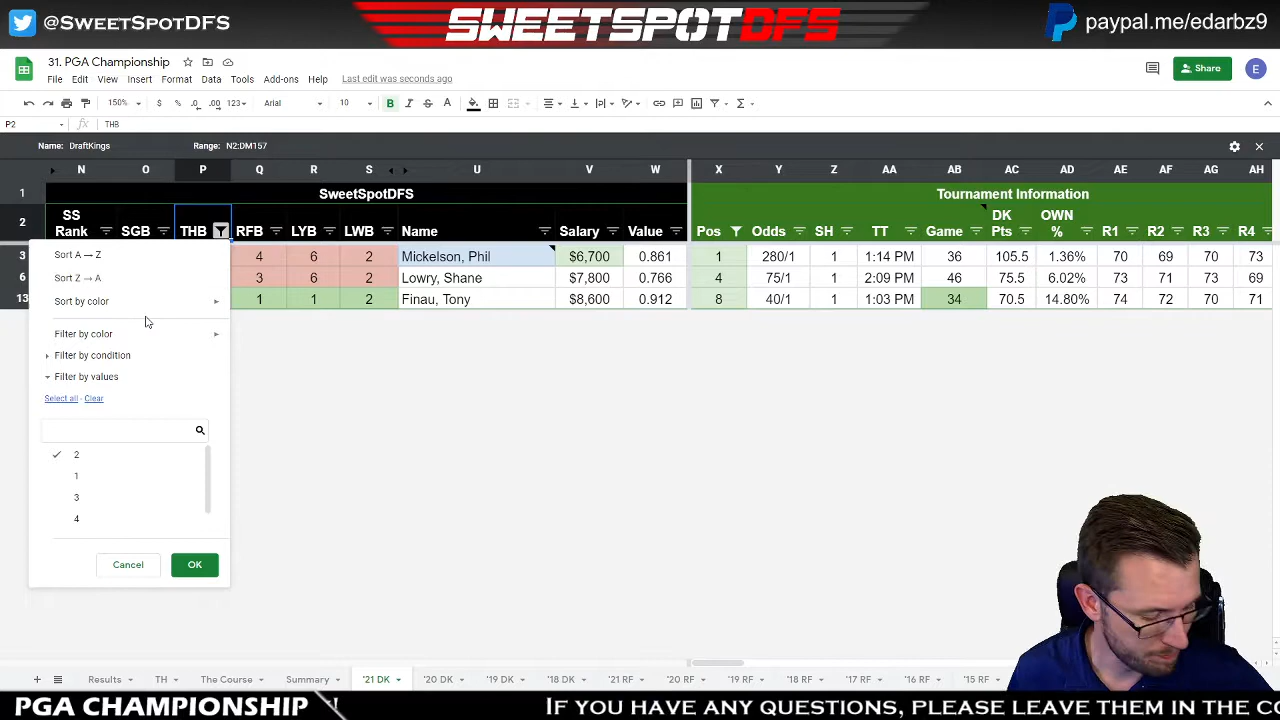 @SWEETSPOTDFS
SWEETSPOTDFS
paypal.me/edarbz9
31. PGA Championship
File Edit View Insert Format Data Tools Add-ons Help Last edit was seconds ago
Share
E
150% $ % .0 .00 123 Arial 10 B I S A
P2 THB
Name: DraftKings Range: N2:DM157
N O P Q R S U V W X Y Z AA AB AC AD AE AF AG AH
1 SweetSpotDFS Tournament Information
2 SS Rank SGB THB RFB LYB LWB Name Salary Value Pos Odds SH TT Game DK Pts OWN % R1 R2 R3 R4
3 4 6 2 Mickelson, Phil $6,700 0.861 1 280/1 1 1:14 PM 36 105.5 1.36% 70 69 70 73
6 3 6 2 Lowry, Shane $7,800 0.766 4 75/1 1 2:09 PM 46 75.5 6.02% 73 71 73 69
13 1 1 2 Finau, Tony $8,600 0.912 8 40/1 1 1:03 PM 34 70.5 14.80% 74 72 70 71
Sort A → Z
Sort Z → A
Sort by color
Filter by color
Filter by condition
Filter by values
Select all - Clear
2
1
3
4
Cancel OK
Results TH The Course Summary '21 DK '20 DK '19 DK '18 DK '21 RF '20 RF '19 RF '18 RF '17 RF '16 RF '15 RF
PGA CHAMPIONSHIP
IF YOU HAVE ANY QUESTIONS, PLEASE LEAVE THEM IN THE CO